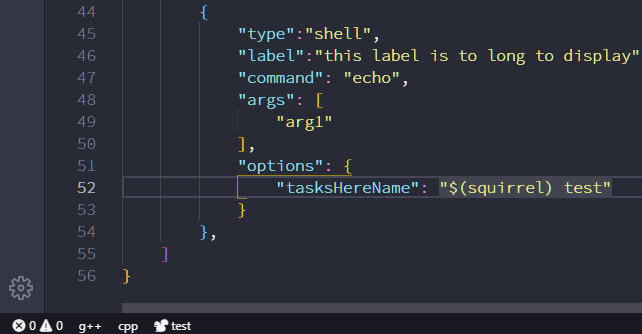 44 {
45 "type":"shell",
46 "label":"this label is to long to display"
47 "command": "echo",
48 "args": [
49 "arg1"
50 ],
51 "options": {
52 "tasksHereName": "$(squirrel) test"
53 }
54 },
55 ]
56 }
0 0 g++ cpp test